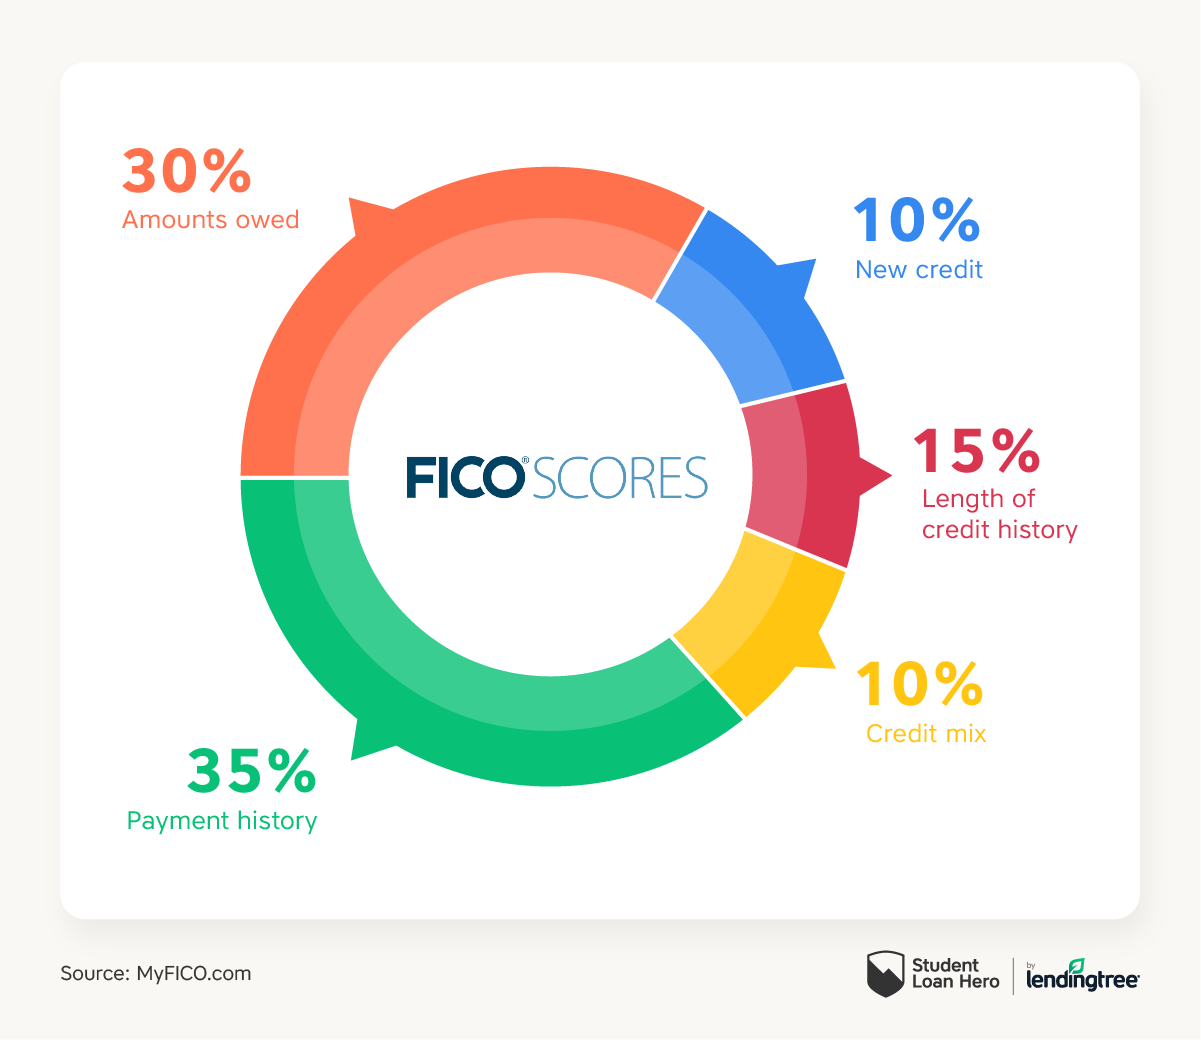 30%
Amounts owed
10%
New credit
FICO® SCORES
15%
Length of
credit history
10%
Credit mix
35%
Payment history
Source: MyFICO.com
Student
Loan Hero
by
lendingtree